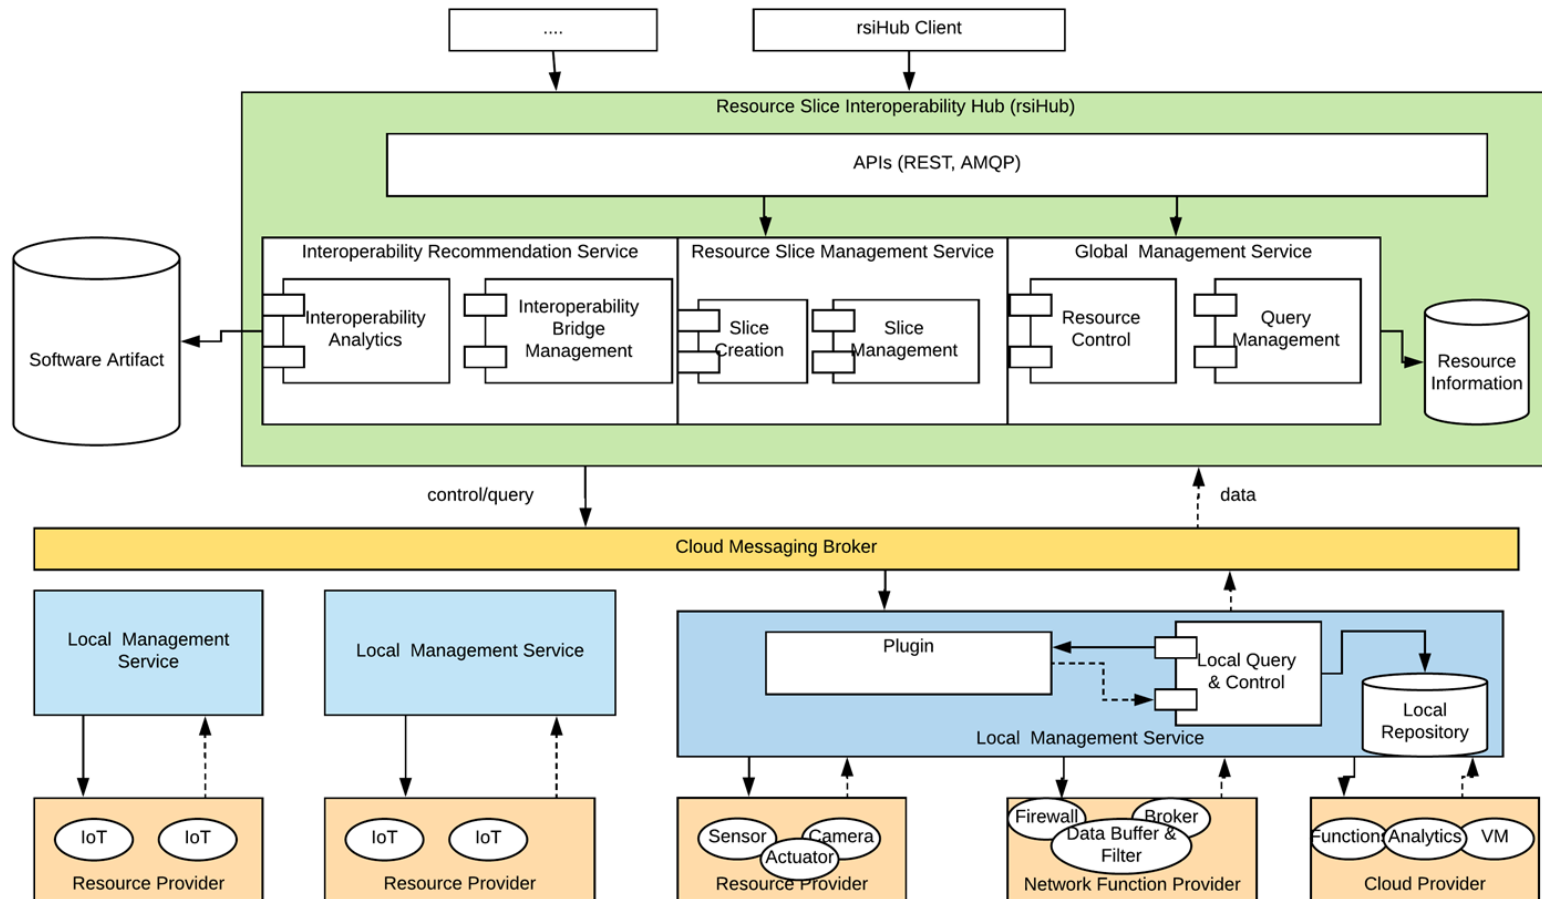 ....
rsiHub Client
Resource Slice Interoperability Hub (rsiHub)
APIs (REST, AMQP)
Interoperability Recommendation Service
Resource Slice Management Service
Global Management Service
Interoperability
Analytics
Interoperability
Bridge
Management
Slice
Creation
Slice
Management
Resource
Control
Query
Management
Software Artifact
Resource
Information
control/query
data
Cloud Messaging Broker
Local Management
Service
Local Management Service
Plugin
Local Query
& Control
Local
Repository
Local Management Service
IoT
IoT
Resource Provider
IoT
IoT
Resource Provider
Sensor
Camera
Actuator
Resource Provider
Firewall
Broker
Data Buffer &
Filter
Network Function Provider
Functions
Analytics
VM
Cloud Provider